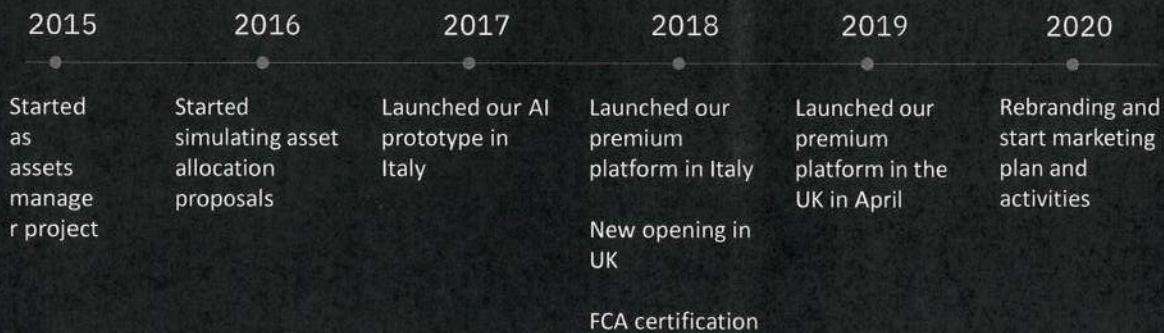 2015
2016
2017
2018
2019
2020
Started
as
assets
manage
r project
Started
simulating asset
allocation
proposals
Launched our AI
prototype in
Italy
Launched our
premium
platform in Italy
New opening in
UK
FCA certification
Launched our
premium
platform in the
UK in April
Rebranding and
start marketing
plan and
activities